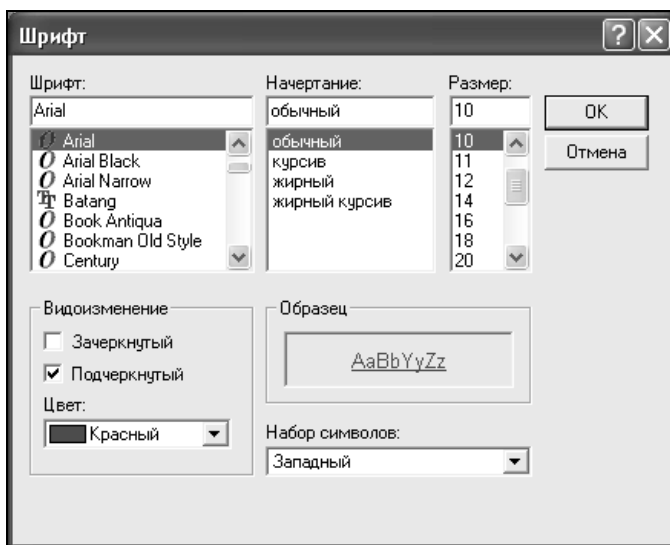 Шрифт
Шрифт:
Начертание:
Размер:
Arial
обычный
10
OK
Отмена
Arial
Arial Black
Arial Narrow
Batang
Book Antiqua
Bookman Old Style
Century
обычный
курсив
жирный
жирный курсив
10
11
12
14
16
18
20
Видоизменение
Зачеркнутый
Подчеркнутый
Цвет:
Красный
Образец
AaBbYyZz
Набор символов:
Западный